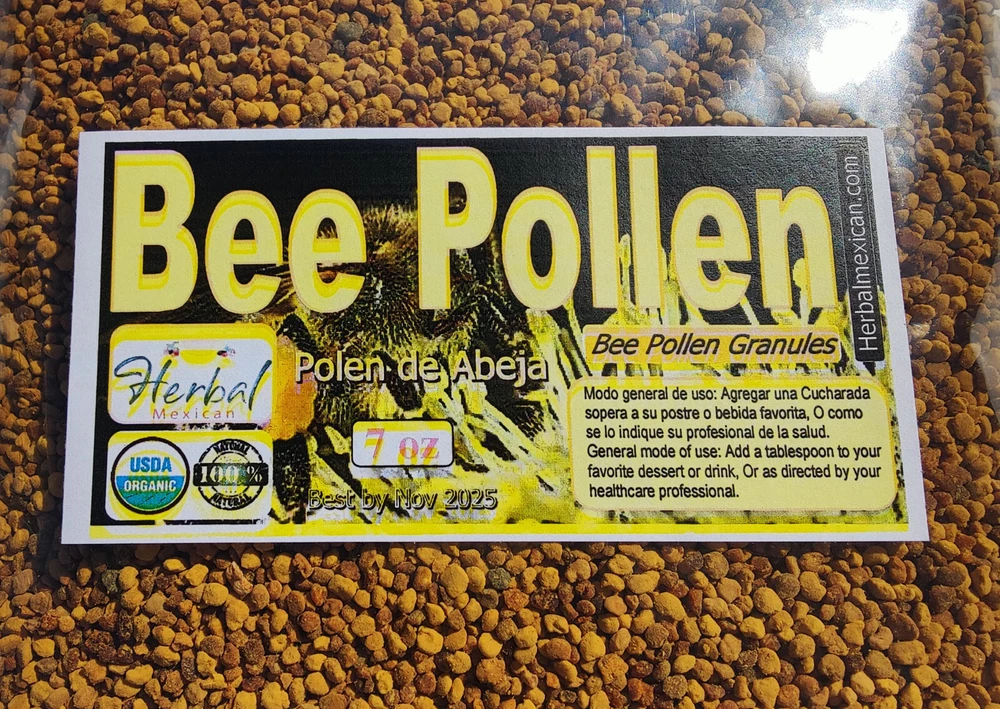 Bee Pollen
Herbalmexican.com
Herbal
Mexican
Polen de Abeja
Bee Pollen Granules
7 oz
Modo general de uso: Agregar una Cucharada
sopera a su postre o bebida favorita, O como
se lo indique su profesional de la salud.
General mode of use: Add a tablespoon to your
favorite dessert or drink, Or as directed by your
healthcare professional.
USDA
ORGANIC
NATURAL
100 %
NATURAL
Best by Nov 2025